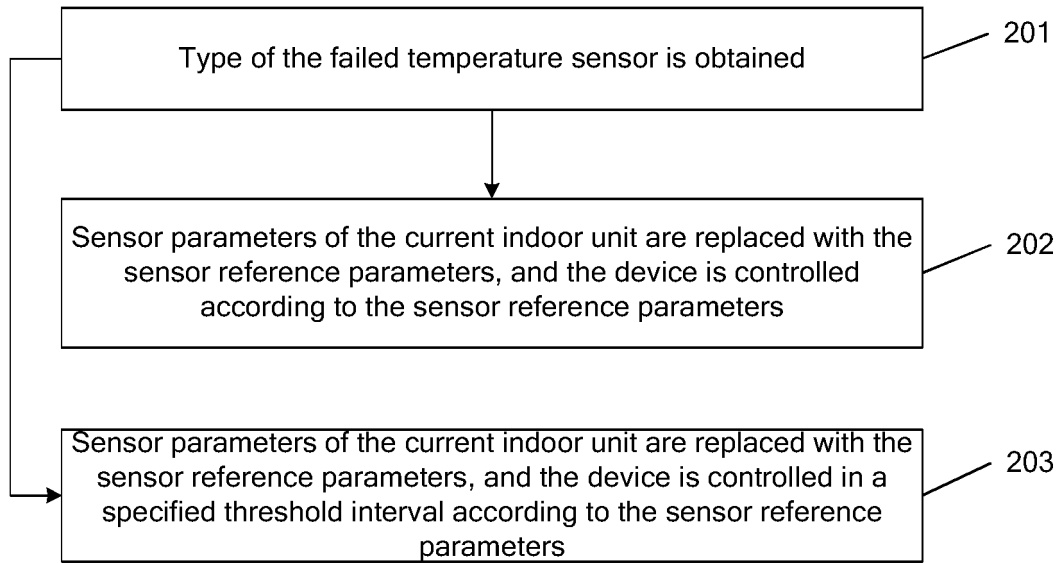 Type of the failed temperature sensor is obtained
201
Sensor parameters of the current indoor unit are replaced with the
sensor reference parameters, and the device is controlled
according to the sensor reference parameters
202
Sensor parameters of the current indoor unit are replaced with the
sensor reference parameters, and the device is controlled in a
specified threshold interval according to the sensor reference
parameters
203